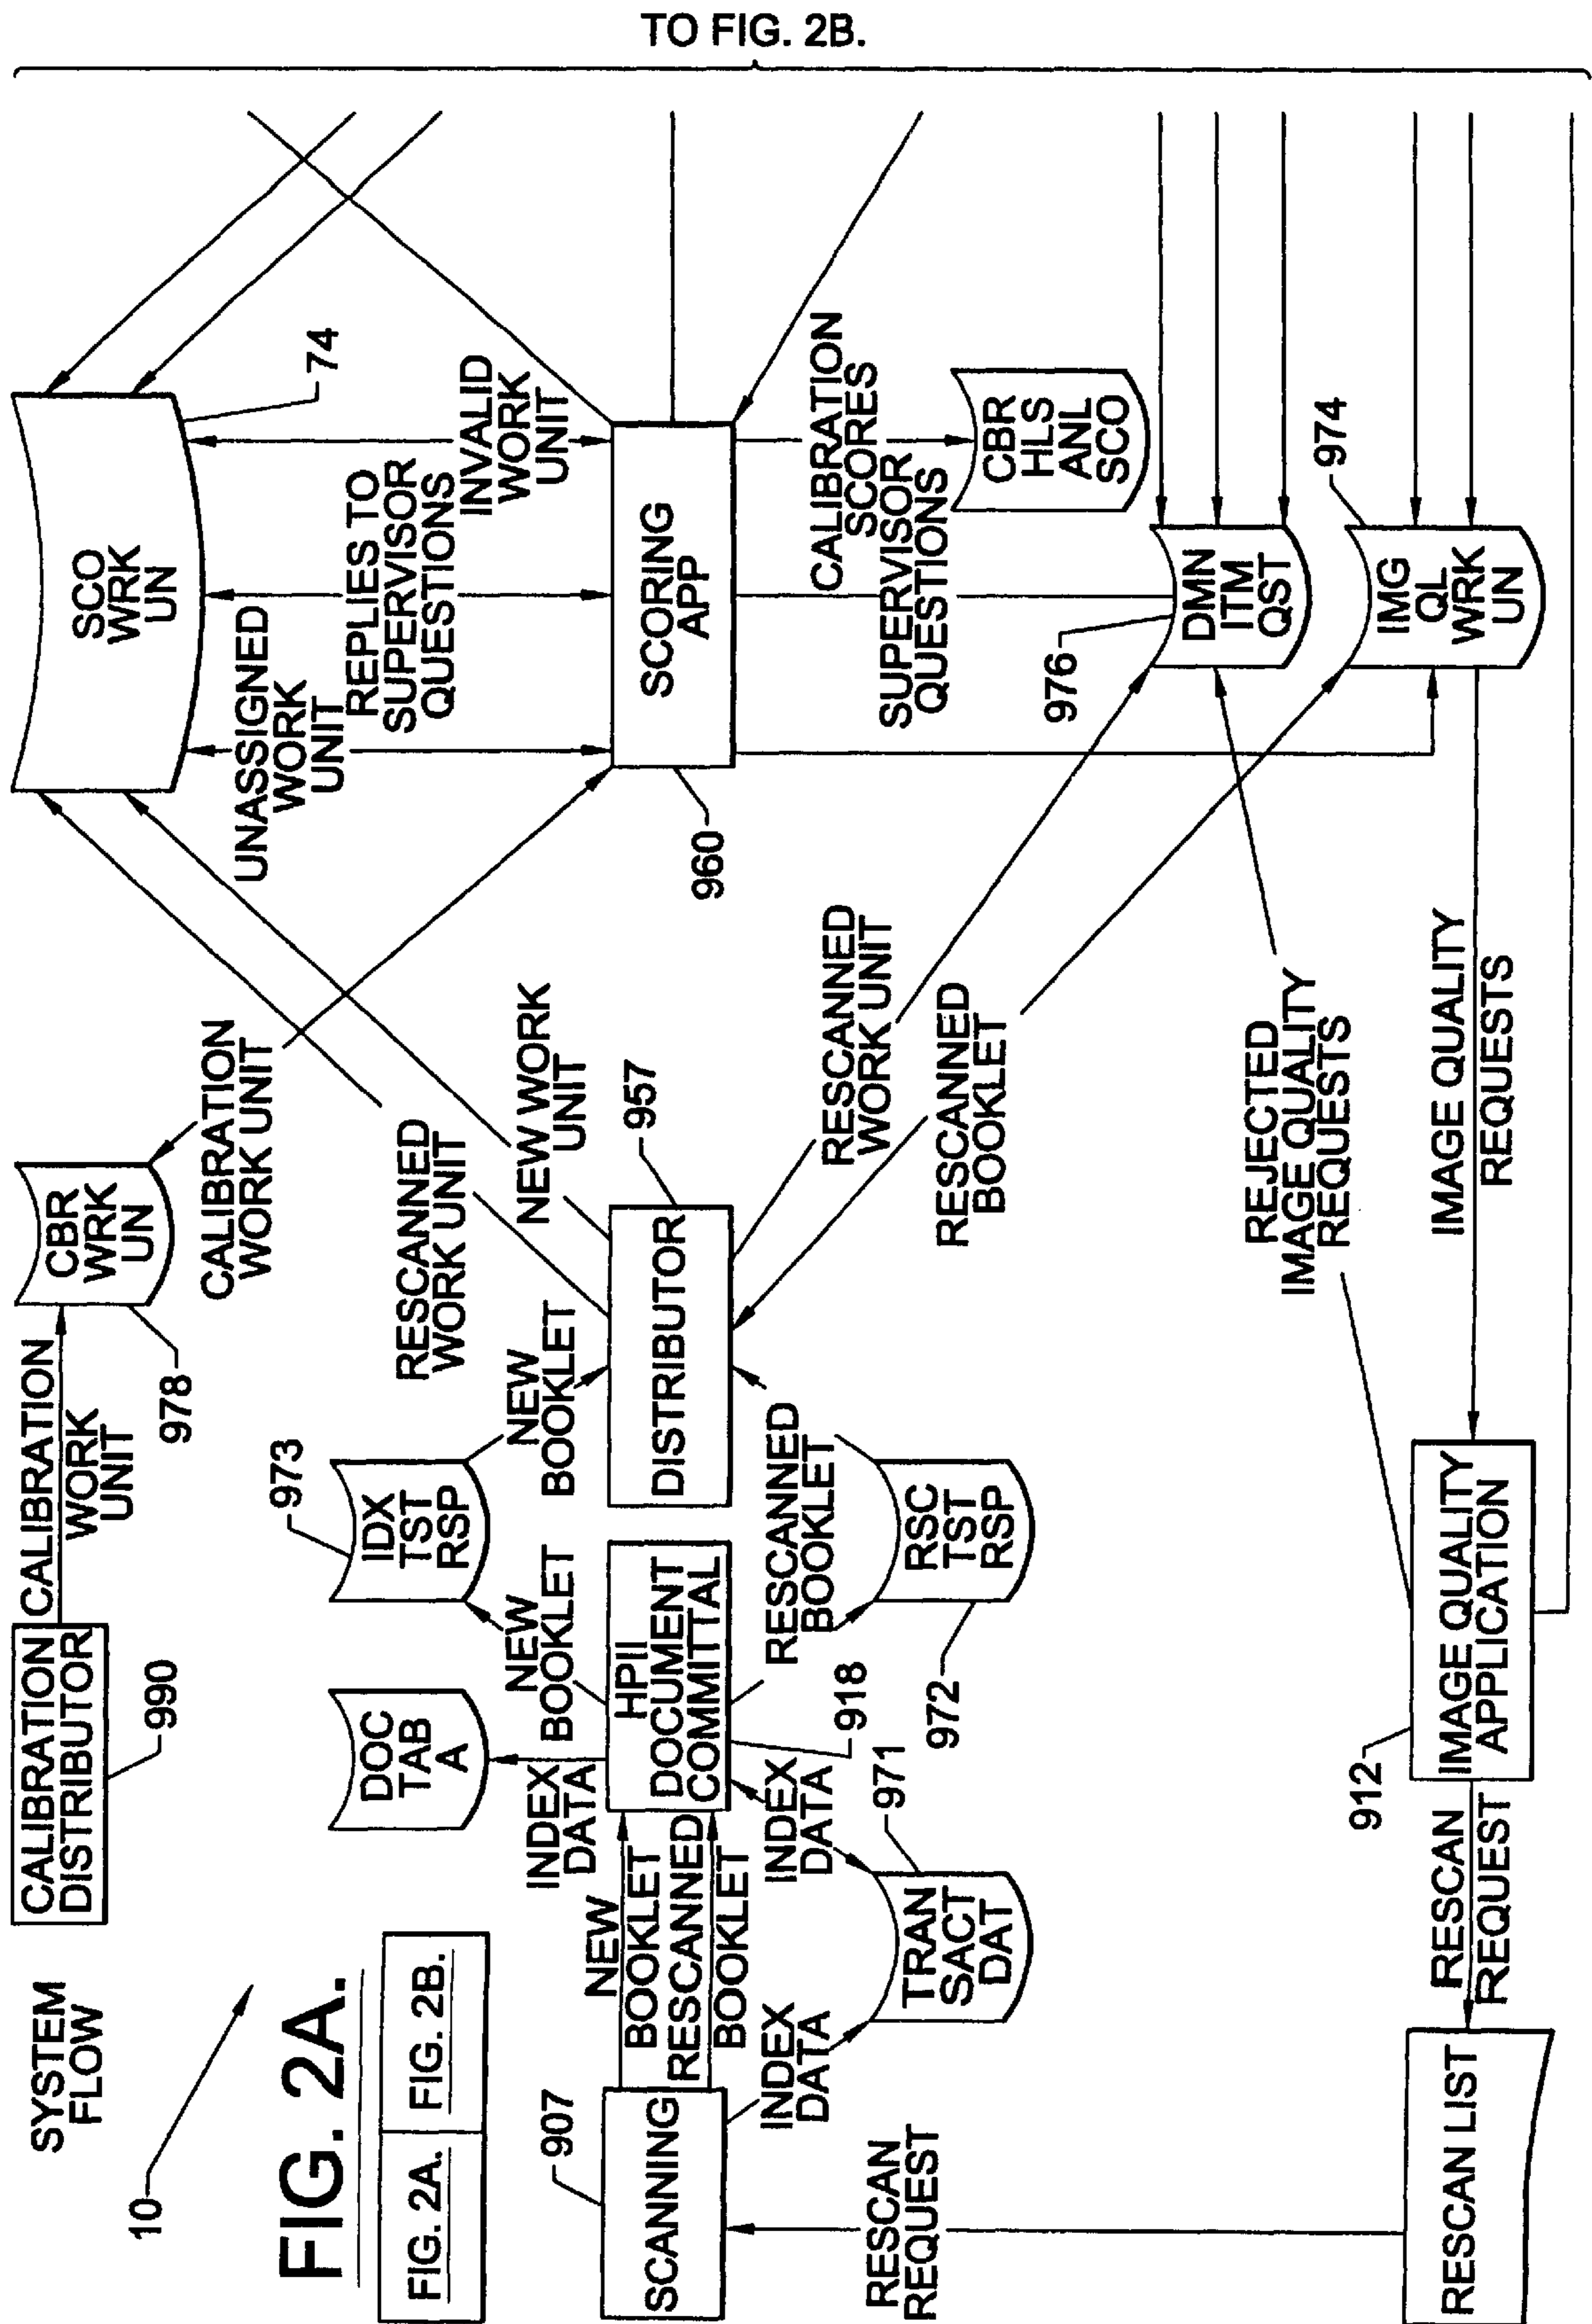 TO FIG. 2B.
SYSTEM
FLOW
10
FIG. 2A.
FIG. 2A.
FIG. 2B.
CALIBRATION
DISTRIBUTOR
990
CALIBRATION
WORK
UNIT
CBR
WRK
UN
978
CALIBRATION
WORK UNIT
SCO
WRK
UN
74
UNASSIGNED
WORK
UNIT
REPLIES TO
SUPERVISOR
QUESTIONS
INVALID
WORK
UNIT
DOC
TAB
A
IDX
TST
RSP
973
INDEX
DATA
NEW
BOOKLET
NEW
BOOKLET
RESCANNED
WORK UNIT
NEW WORK
UNIT
907
SCANNING
NEW
BOOKLET
RESCANNED
BOOKLET
HPII
DOCUMENT
COMMITTAL
918
DISTRIBUTOR
957
SCORING
APP
960
INDEX
DATA
INDEX
DATA
TRAN
SACT
DAT
971
RESCANNED
BOOKLET
RSC
TST
RSP
972
RESCANNED
WORK UNIT
RESCANNED
BOOKLET
CALIBRATION
SCORES
SUPERVISOR
QUESTIONS
CBR
HLS
ANL
SCO
DMN
ITM
QST
976
IMG
QL
WRK
UN
974
REJECTED
IMAGE QUALITY
REQUESTS
IMAGE QUALITY
REQUESTS
IMAGE QUALITY
APPLICATION
912
RESCAN
REQUEST
RESCAN LIST
RESCAN
REQUEST